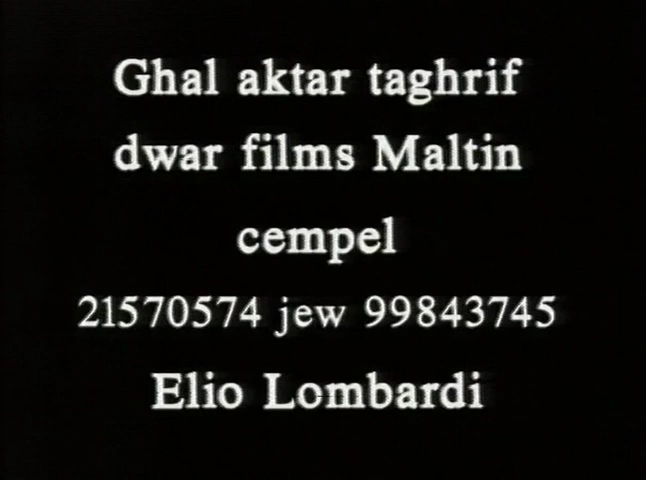 Ghal aktar taghrif
dwar films Maltin
cempel
21570574 jew 99843745
Elio Lombardi